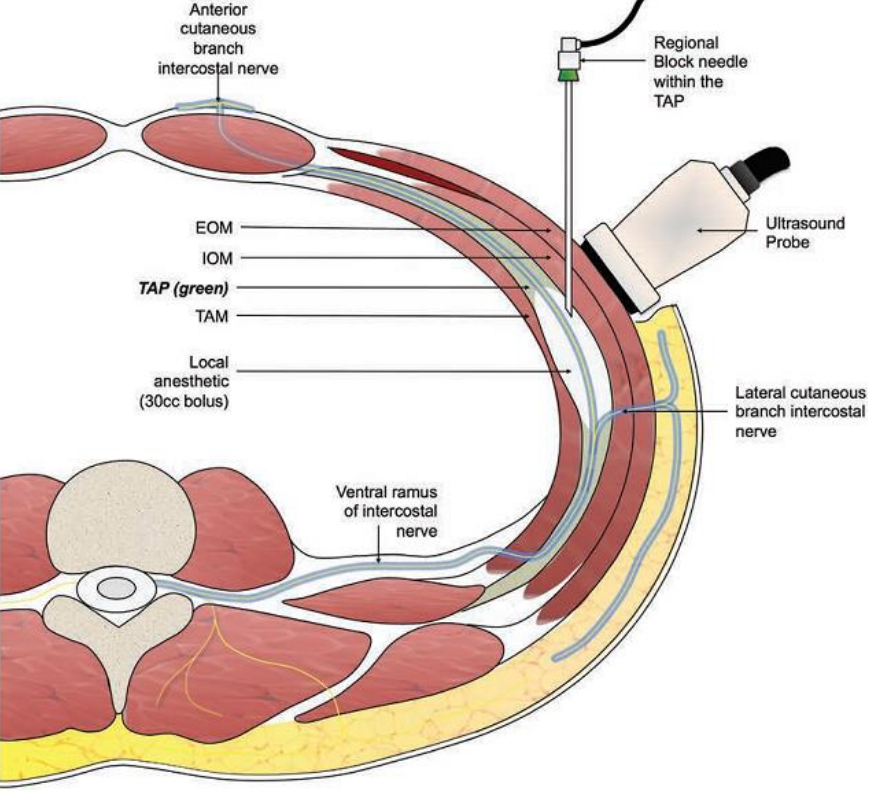 Anterior
cutaneous
branch
intercostal nerve
Regional
Block needle
within the
TAP
EOM
IOM
TAP (green)
TAM
Ultrasound
Probe
Local
anesthetic
(30cc bolus)
Lateral cutaneous
branch intercostal
nerve
Ventral ramus
of intercostal
nerve